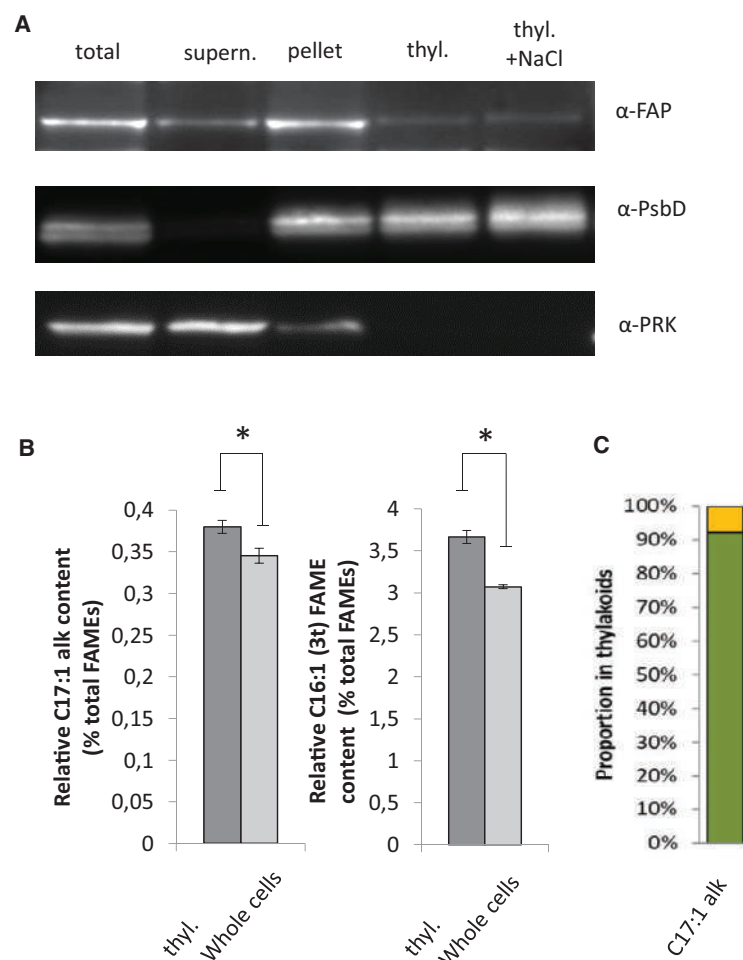 A
total supern. pellet thyl. thyl.
+NaCl
α-FAP
α-PsbD
α-PRK
B
*
*
C
Relative C17:1 alk content
(% total FAMEs)
0,4
0,35
0,3
0,25
0,2
0,15
0,1
0,05
0
thyl.
Whole cells
Relative C16:1 (3t) FAME
content (% total FAMEs)
4
3,5
3
2,5
2
1,5
1
0,5
0
thyl.
Whole cells
Proportion in thylakoids
100%
90%
80%
70%
60%
50%
40%
30%
20%
10%
0%
C17:1 alk